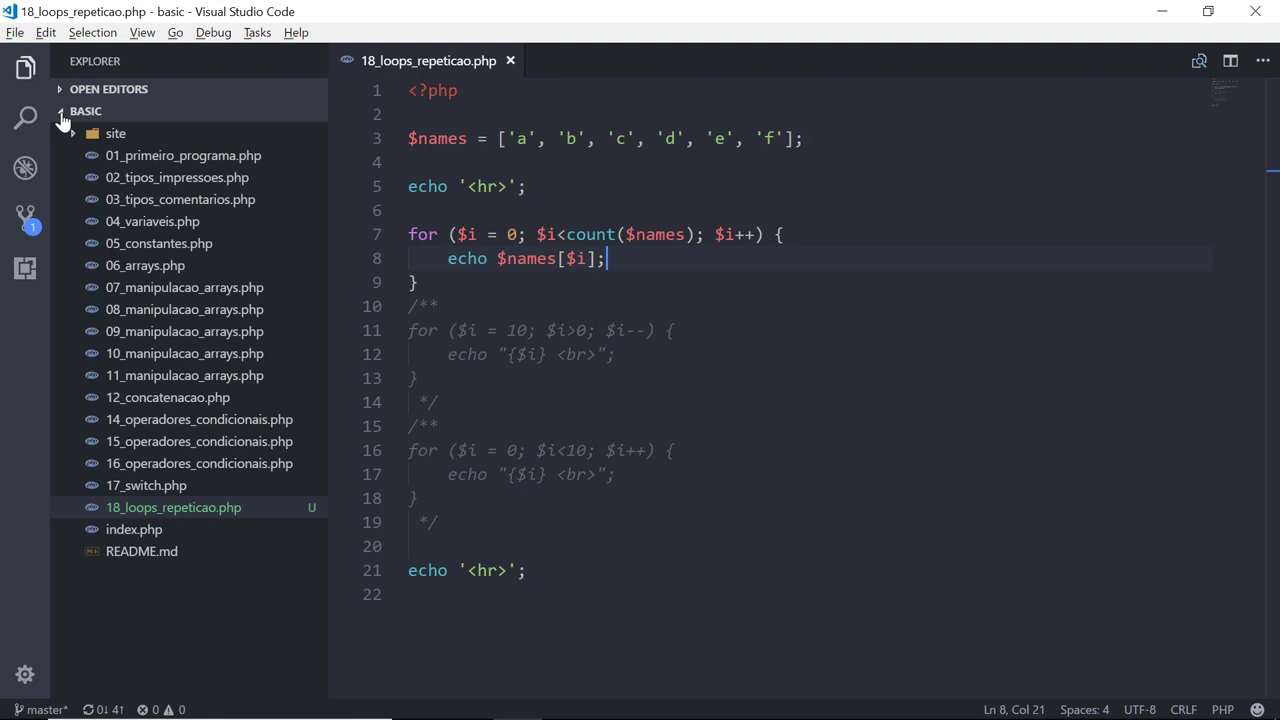 18_loops_repeticao.php - basic - Visual Studio Code
File Edit Selection View Go Debug Tasks Help
EXPLORER
OPEN EDITORS
BASIC
site
01_primeiro_programa.php
02_tipos_impressoes.php
03_tipos_comentarios.php
04_variaveis.php
05_constantes.php
06_arrays.php
07_manipulacao_arrays.php
08_manipulacao_arrays.php
09_manipulacao_arrays.php
10_manipulacao_arrays.php
11_manipulacao_arrays.php
12_concatenacao.php
14_operadores_condicionais.php
15_operadores_condicionais.php
16_operadores_condicionais.php
17_switch.php
18_loops_repeticao.php U
index.php
README.md
1
18_loops_repeticao.php
1 <?php
2
3 $names = ['a', 'b', 'c', 'd', 'e', 'f'];
4
5 echo '<hr>';
6
7 for ($i = 0; $i<count($names); $i++) {
8 echo $names[$i];
9 }
10 /**
11 for ($i = 10; $i>0; $i--) {
12 echo "{$i} <br>";
13 }
14 */
15 /**
16 for ($i = 0; $i<10; $i++) {
17 echo "{$i} <br>";
18 }
19 */
20
21 echo '<hr>';
22
master* 0↓ 4↑ 0 0 Ln 8, Col 21 Spaces: 4 UTF-8 CRLF PHP